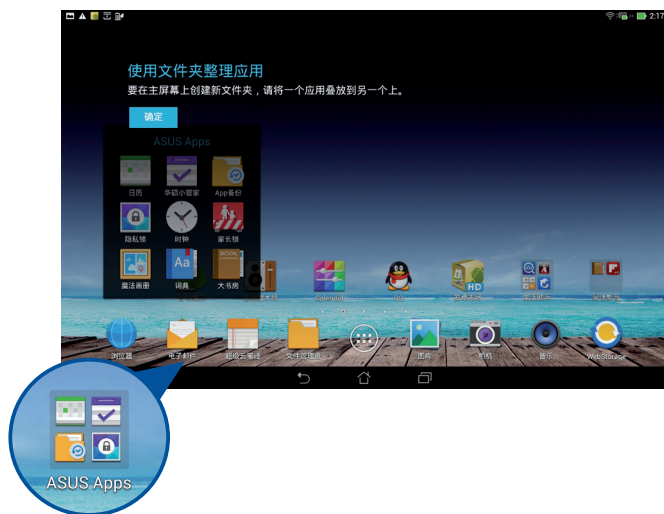 2:17
使用文件夹整理应用
要在主屏幕上创建新文件夹，请将一个应用叠放到另一个上。
确定
ASUS Apps
日历 华硕小管家 App备份
隐私锁 时钟 家长锁
BOOK
Aa
魔法画册 词典 大书房
HD
Splendid QQ
浏览器 电子邮件 超级云笔记 文件管理员 图库 相机 音乐 WebStorage
ASUS Apps